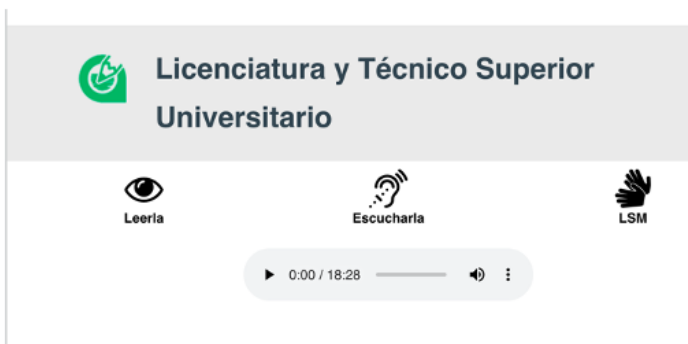 Licenciatura y Técnico Superior
Universitario
Leerla
Escucharla
LSM
0:00 / 18:28